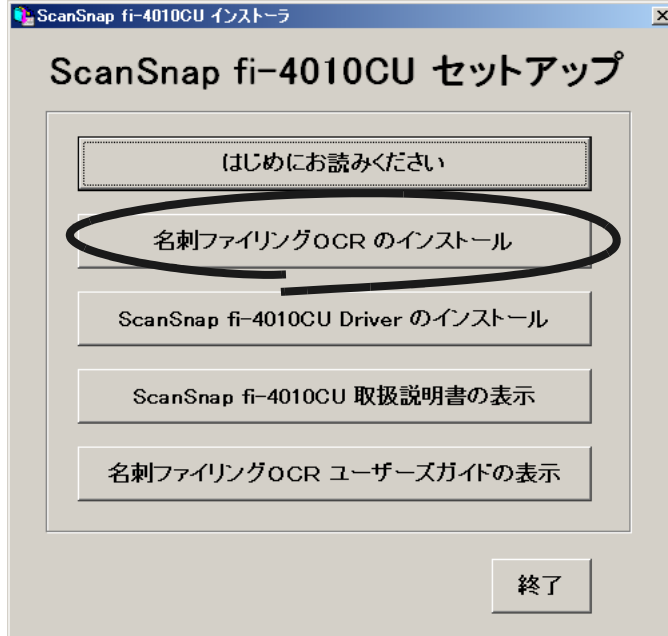 ScanSnap fi-4010CU インストーラ
ScanSnap fi-4010CU セットアップ
はじめにお読みください
名刺ファイリングOCR のインストール
ScanSnap fi-4010CU Driver のインストール
ScanSnap fi-4010CU 取扱説明書の表示
名刺ファイリングOCR ユーザーズガイドの表示
終了